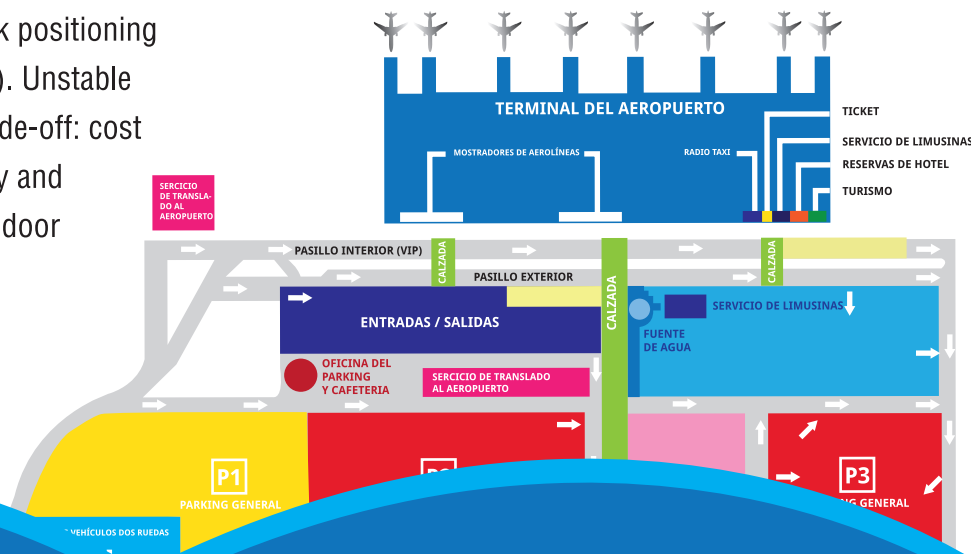 k positioning
). Unstable
de-off: cost
y and
door
TERMINAL DEL AEROPUERTO
MOSTRADORES DE AEROLÍNEAS
RADIO TAXI
TICKET
SERVICIO DE LIMUSINAS
RESERVAS DE HOTEL
TURISMO
SERCICIO
DE TRANSLA-
DO AL
AEROPUERTO
PASILLO INTERIOR (VIP)
CALZADA
CALZADA
CALZADA
PASILLO EXTERIOR
ENTRADAS / SALIDAS
SERVICIO DE LIMUSINAS
FUENTE
DE AGUA
OFICINA DEL
PARKING
Y CAFETERIA
SERCICIO DE TRANSLADO
AL AEROPUERTO
P1
PARKING GENERAL
P3
GENERAL
VEHÍCULOS DOS RUEDAS